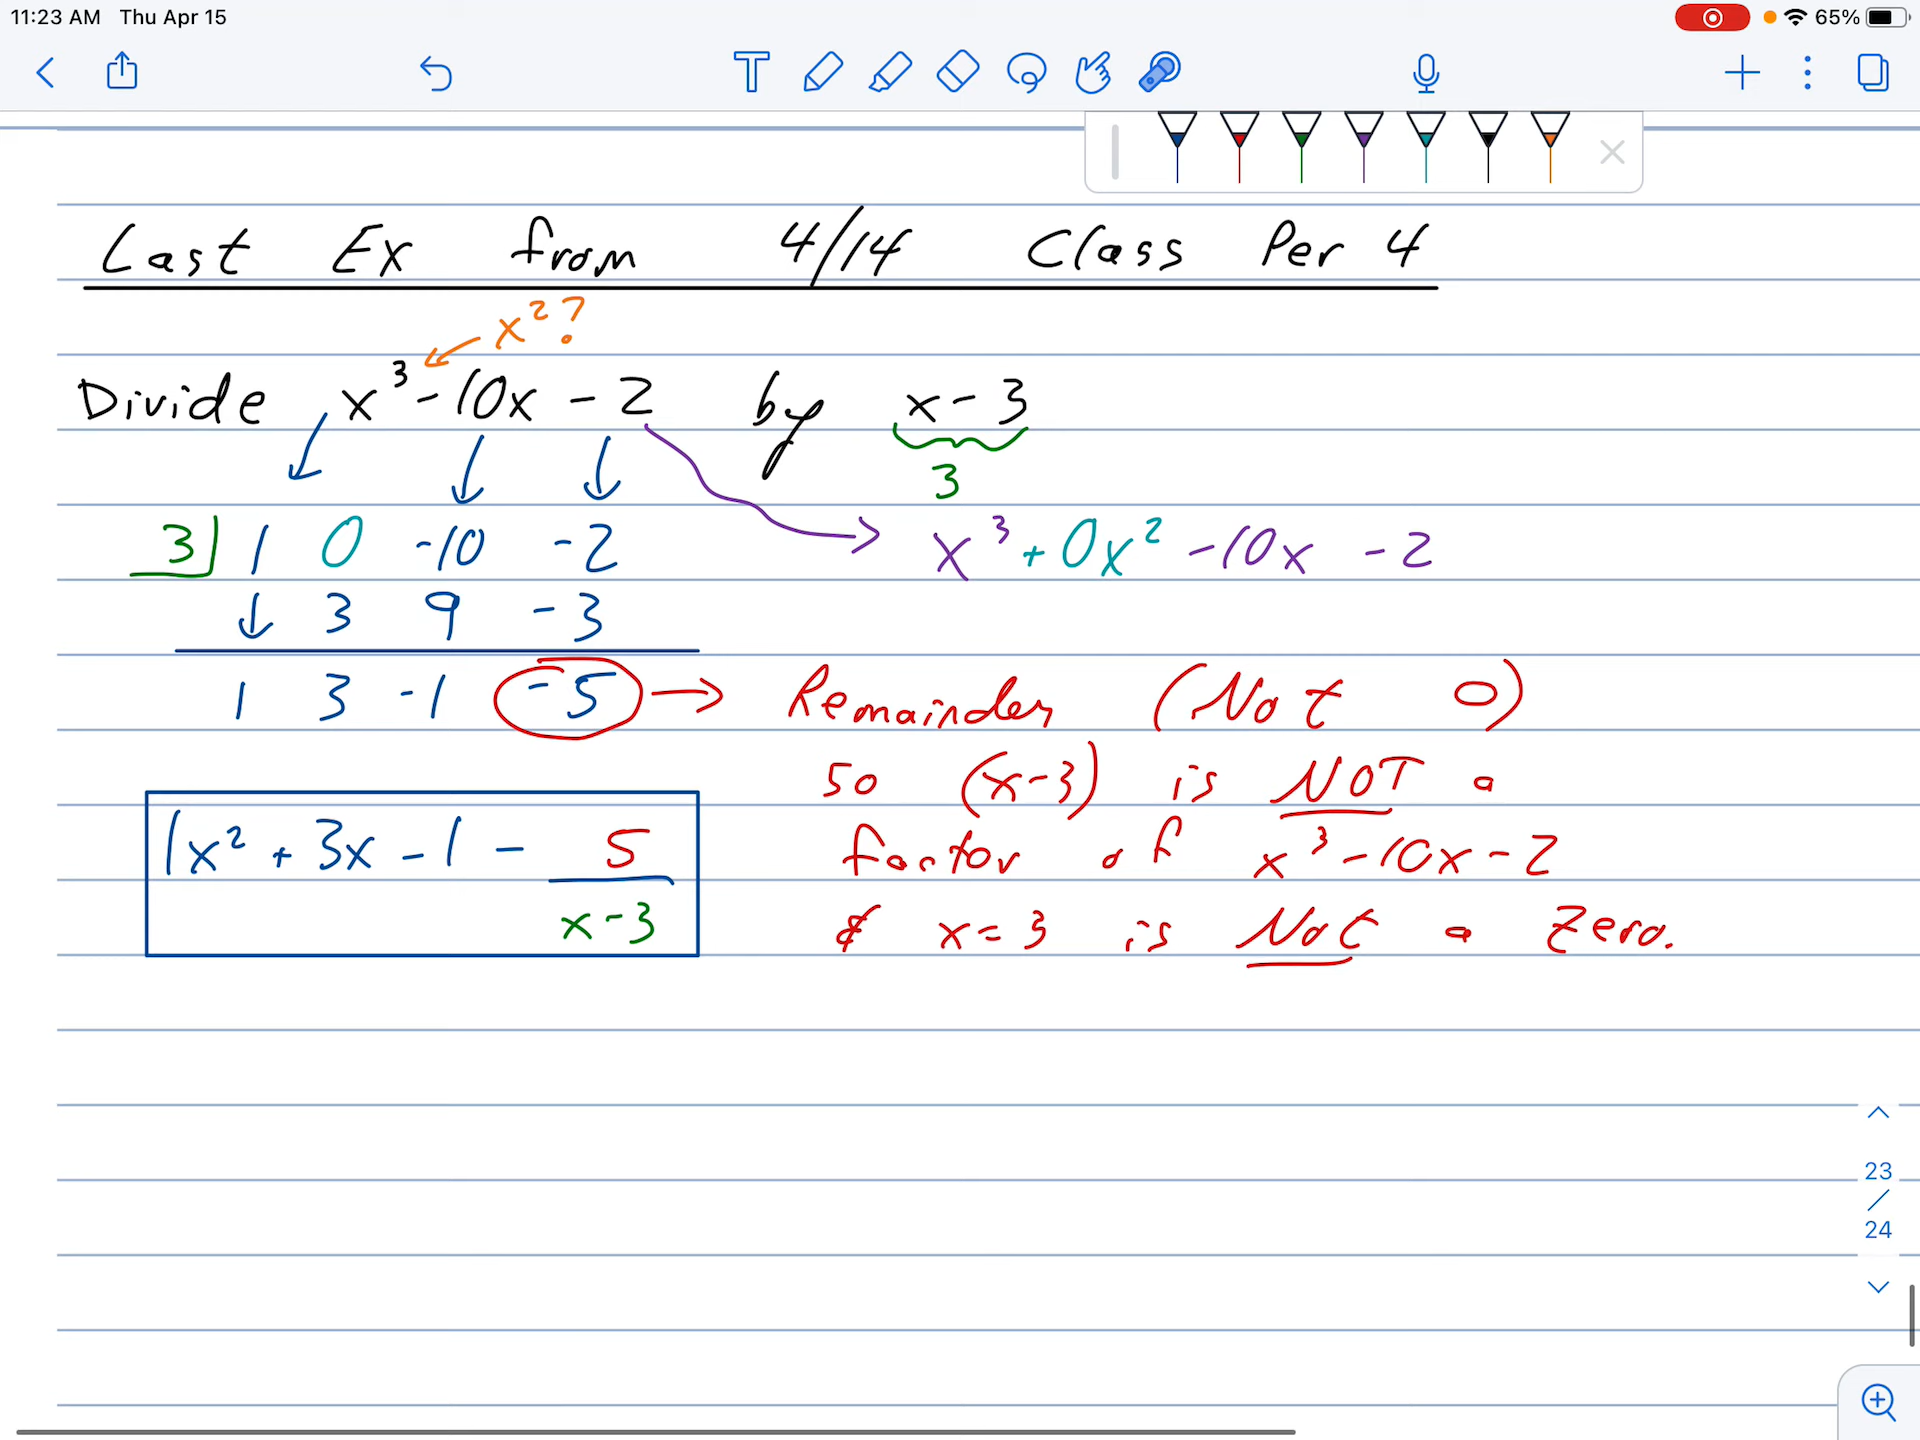 11:23 AM Thu Apr 15
65%
T
Last Ex from 4/14 Class Per 4
x²?
Divide x³-10x-2 by x-3
3
3| 1 0 -10 -2
x³+0x²-10x-2
↓ 3 9 -3
1 3 -1 -5 → Remainder (Not 0)
so (x-3) is NOT a
1x²+3x-1- 5
factor of x³-10x-2
x-3
& x=3 is Not a Zero.
23
/
24